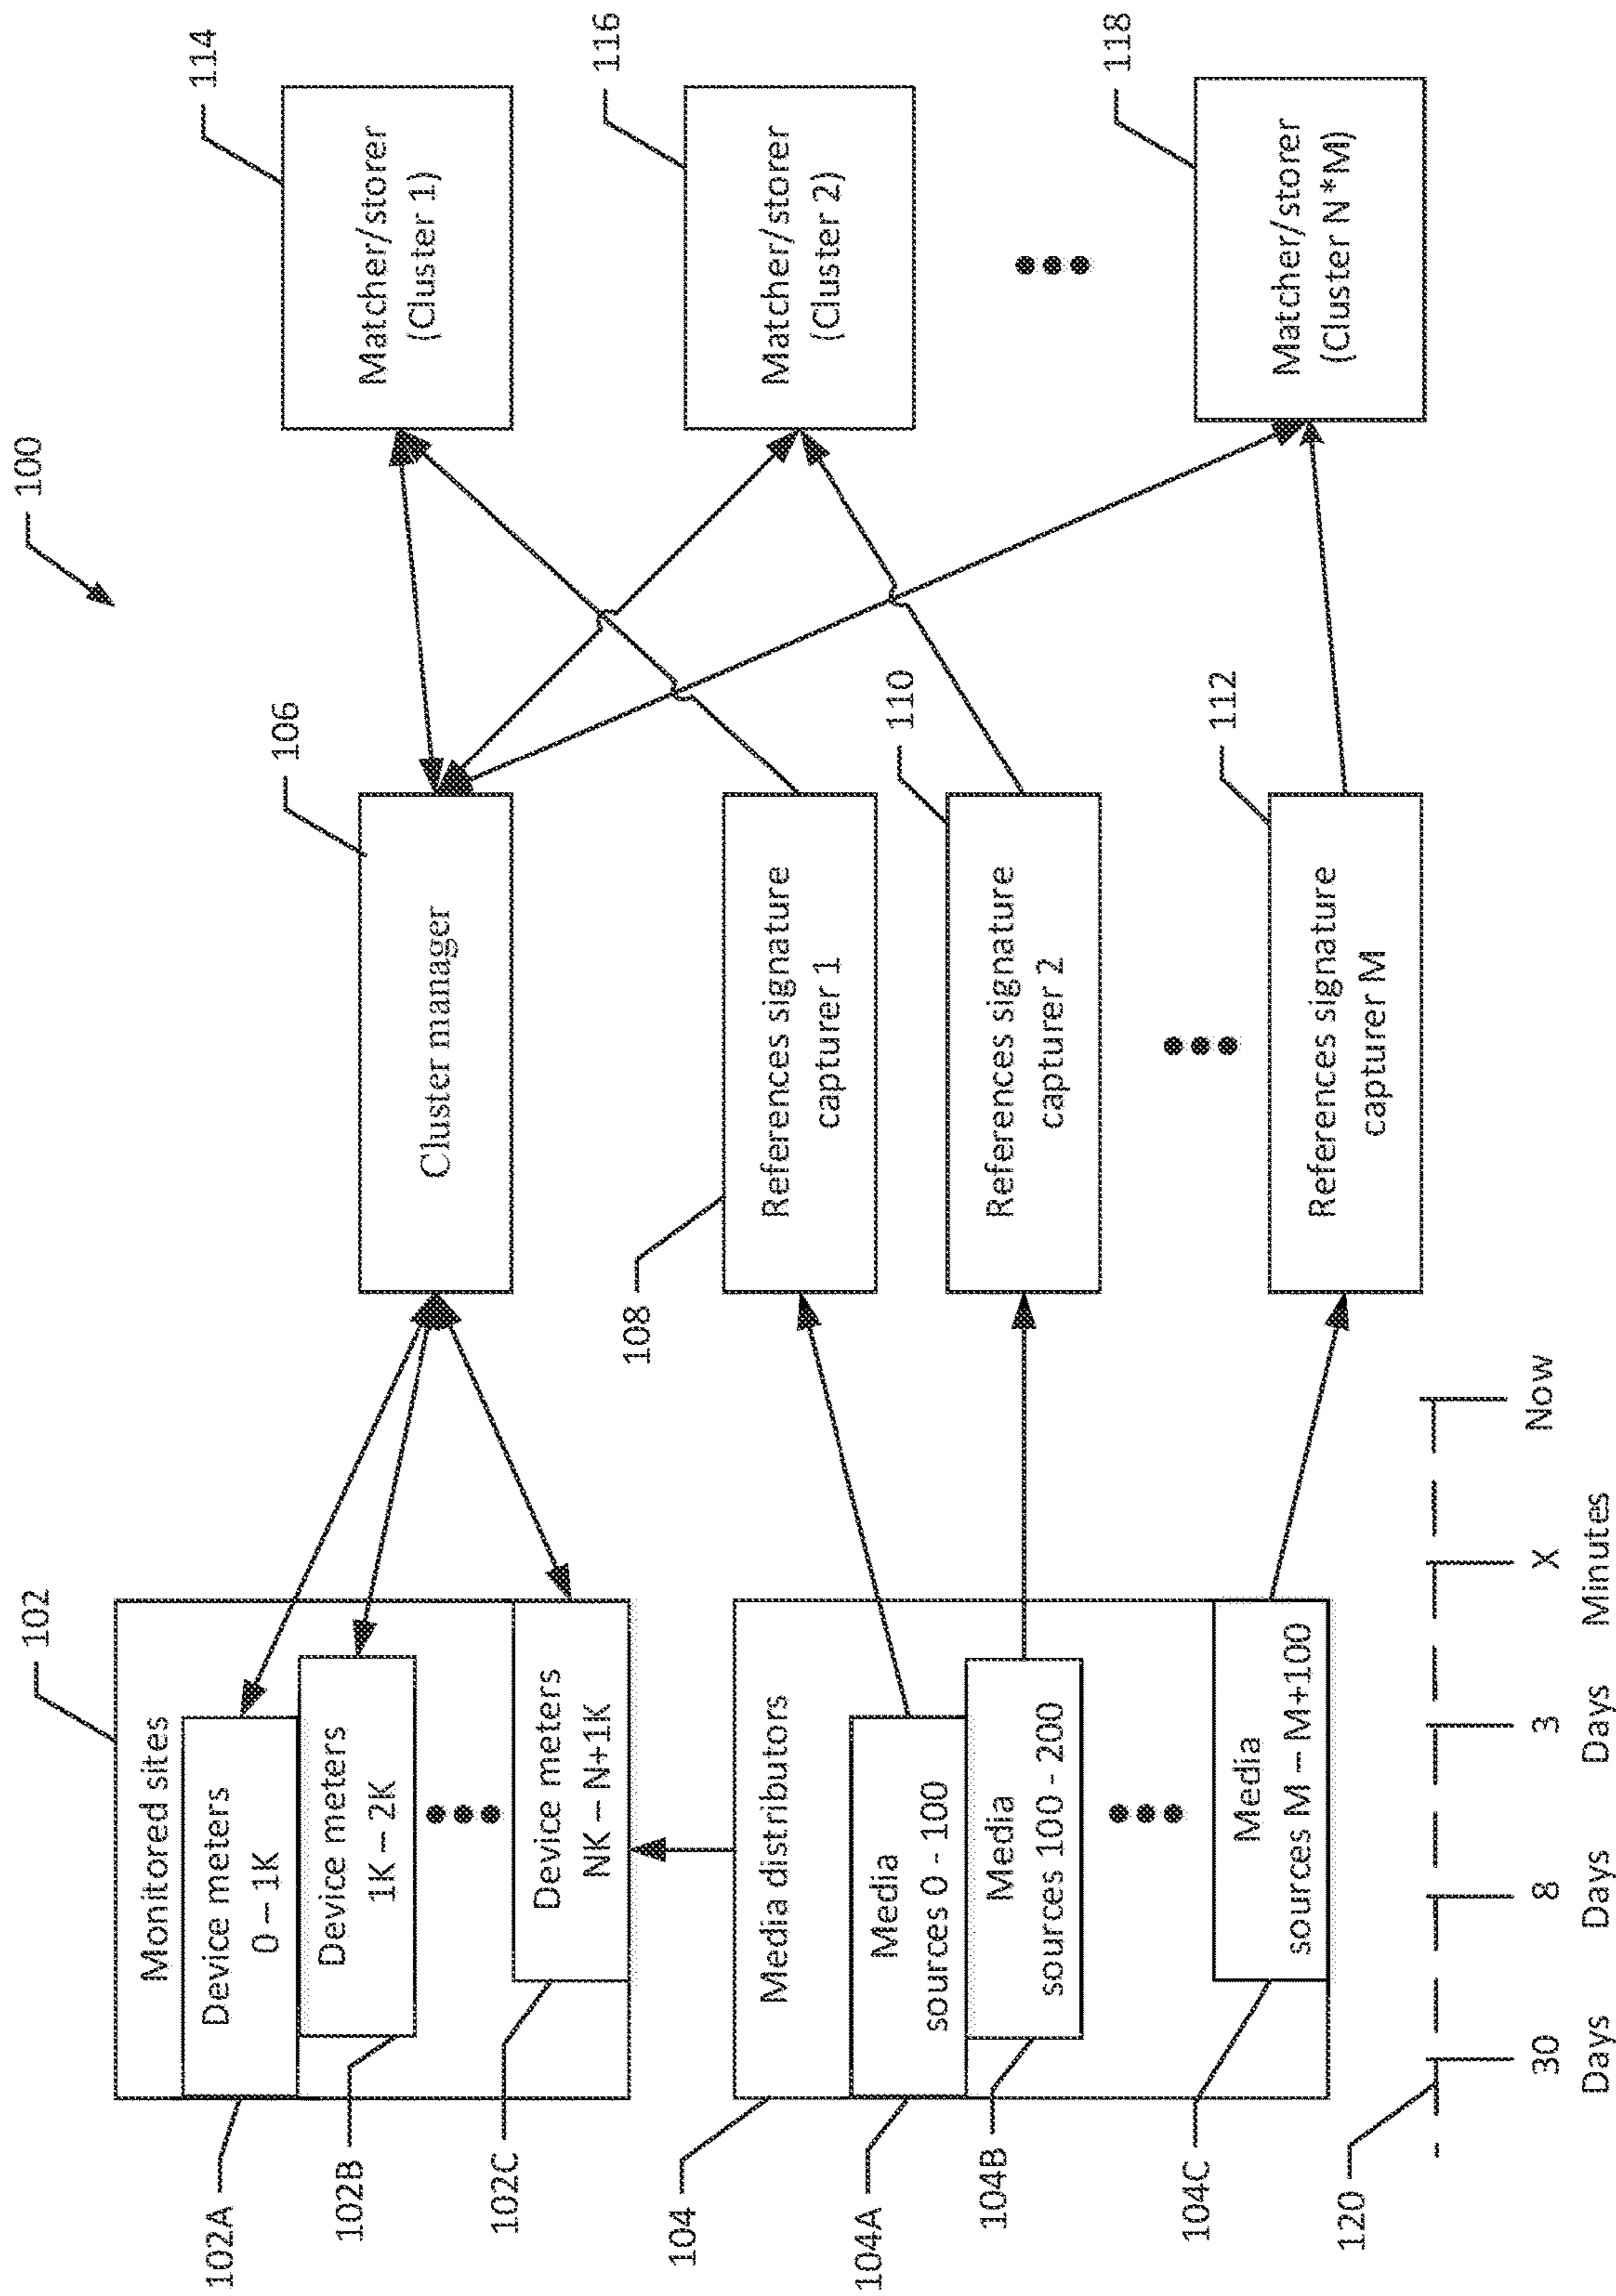 100
102
Monitored sites
Device meters
0 – 1K
Device meters
1K – 2K
Device meters
NK – N+1K
102A
102B
102C
106
Cluster manager
114
Matcher/storer
(Cluster 1)
116
Matcher/storer
(Cluster 2)
118
Matcher/storer
(Cluster N*M)
104
Media distributors
Media
sources 0 - 100
Media
sources 100 - 200
Media
sources M – M+100
104A
104B
104C
108
References signature
capturer 1
110
References signature
capturer 2
112
References signature
capturer M
120
30
Days
8
Days
3
Days
X
Minutes
Now